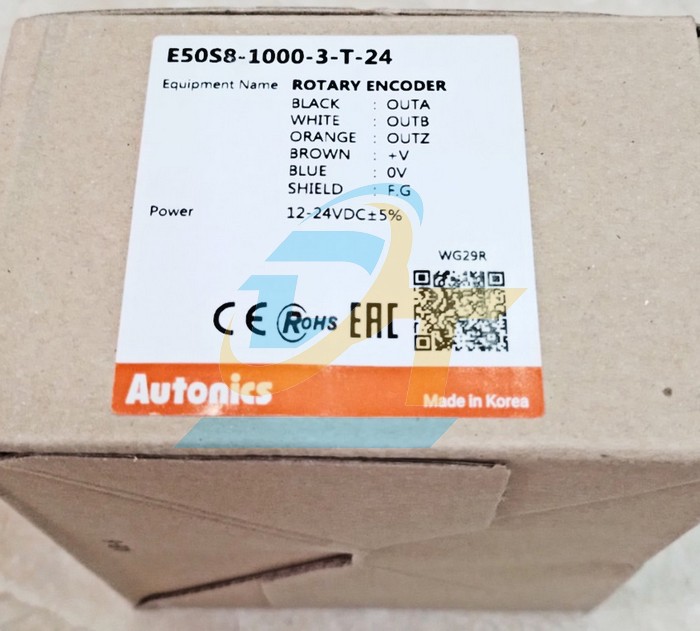 E50S8-1000-3-T-24
Equipment Name ROTARY ENCODER
BLACK : OUTA
WHITE : OUTB
ORANGE : OUTZ
BROWN : +V
BLUE : 0V
SHIELD : F.G
Power 12-24VDC±5%
WG29R
CE RoHS EAC
Autonics
Made in Korea